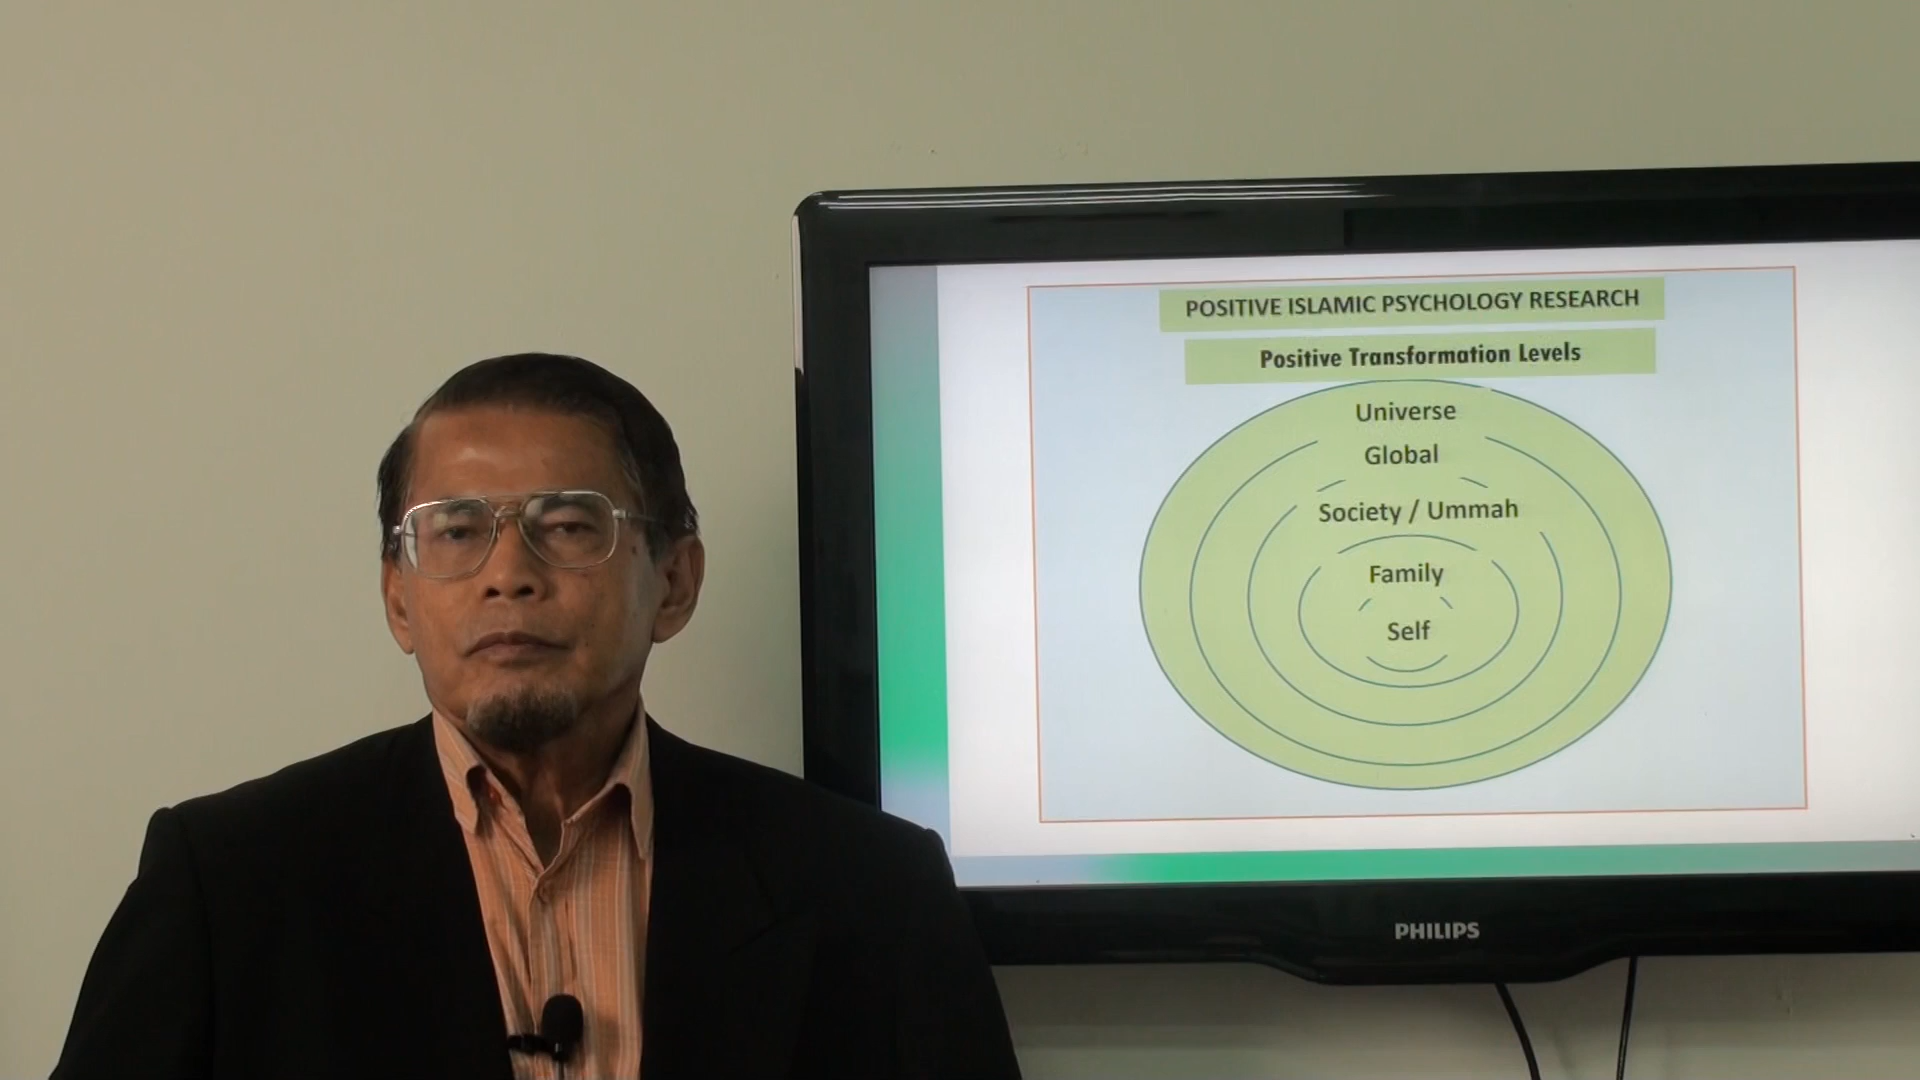 POSITIVE ISLAMIC PSYCHOLOGY RESEARCH
Positive Transformation Levels
Universe
Global
Society / Ummah
Family
Self
PHILIPS